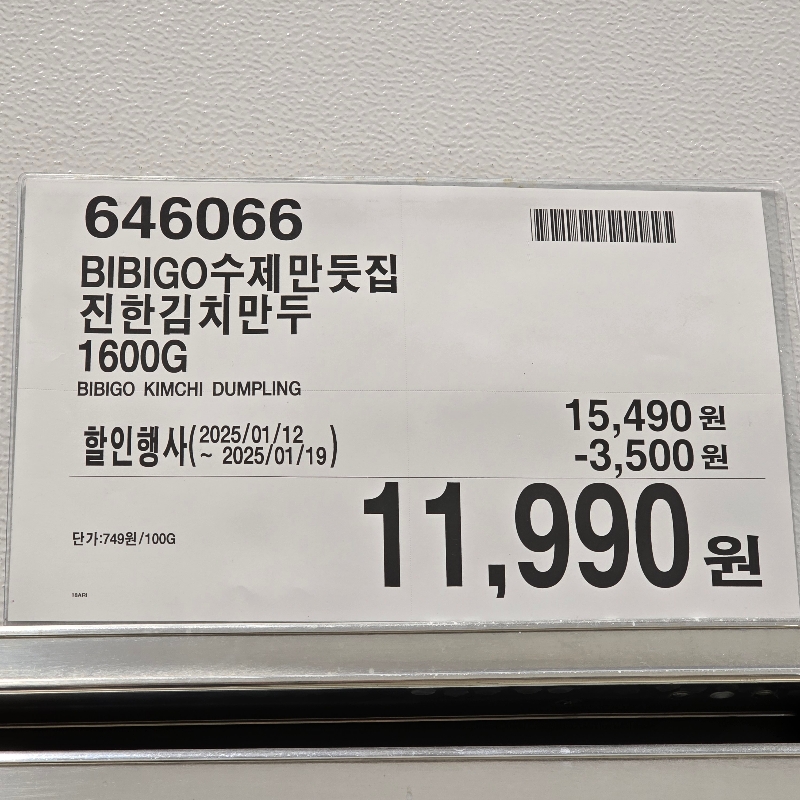 646066
BIBIGO수제만둣집
진한김치만두
1600G
BIBIGO KIMCHI DUMPLING
15,490 원
할인행사(2025/01/12
~ 2025/01/19)
-3,500 원
11,990 원
단가:749원/100G